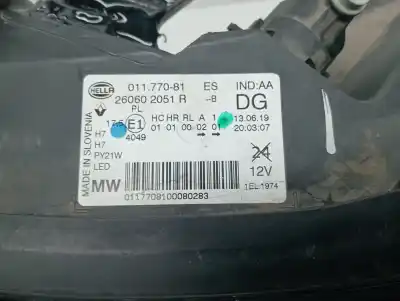 HELLA 011.770-81 ES IND:AA
26060 2051 R -B DG
PL
17.5 E1 HC HR RL A 1 13.06.19
H7 4049 01 01 00 02 01 20:03:07
H7
PY21W
LED
24
12V
MW
1EL-1974
0117708100080283
MADE IN SLOVENIA